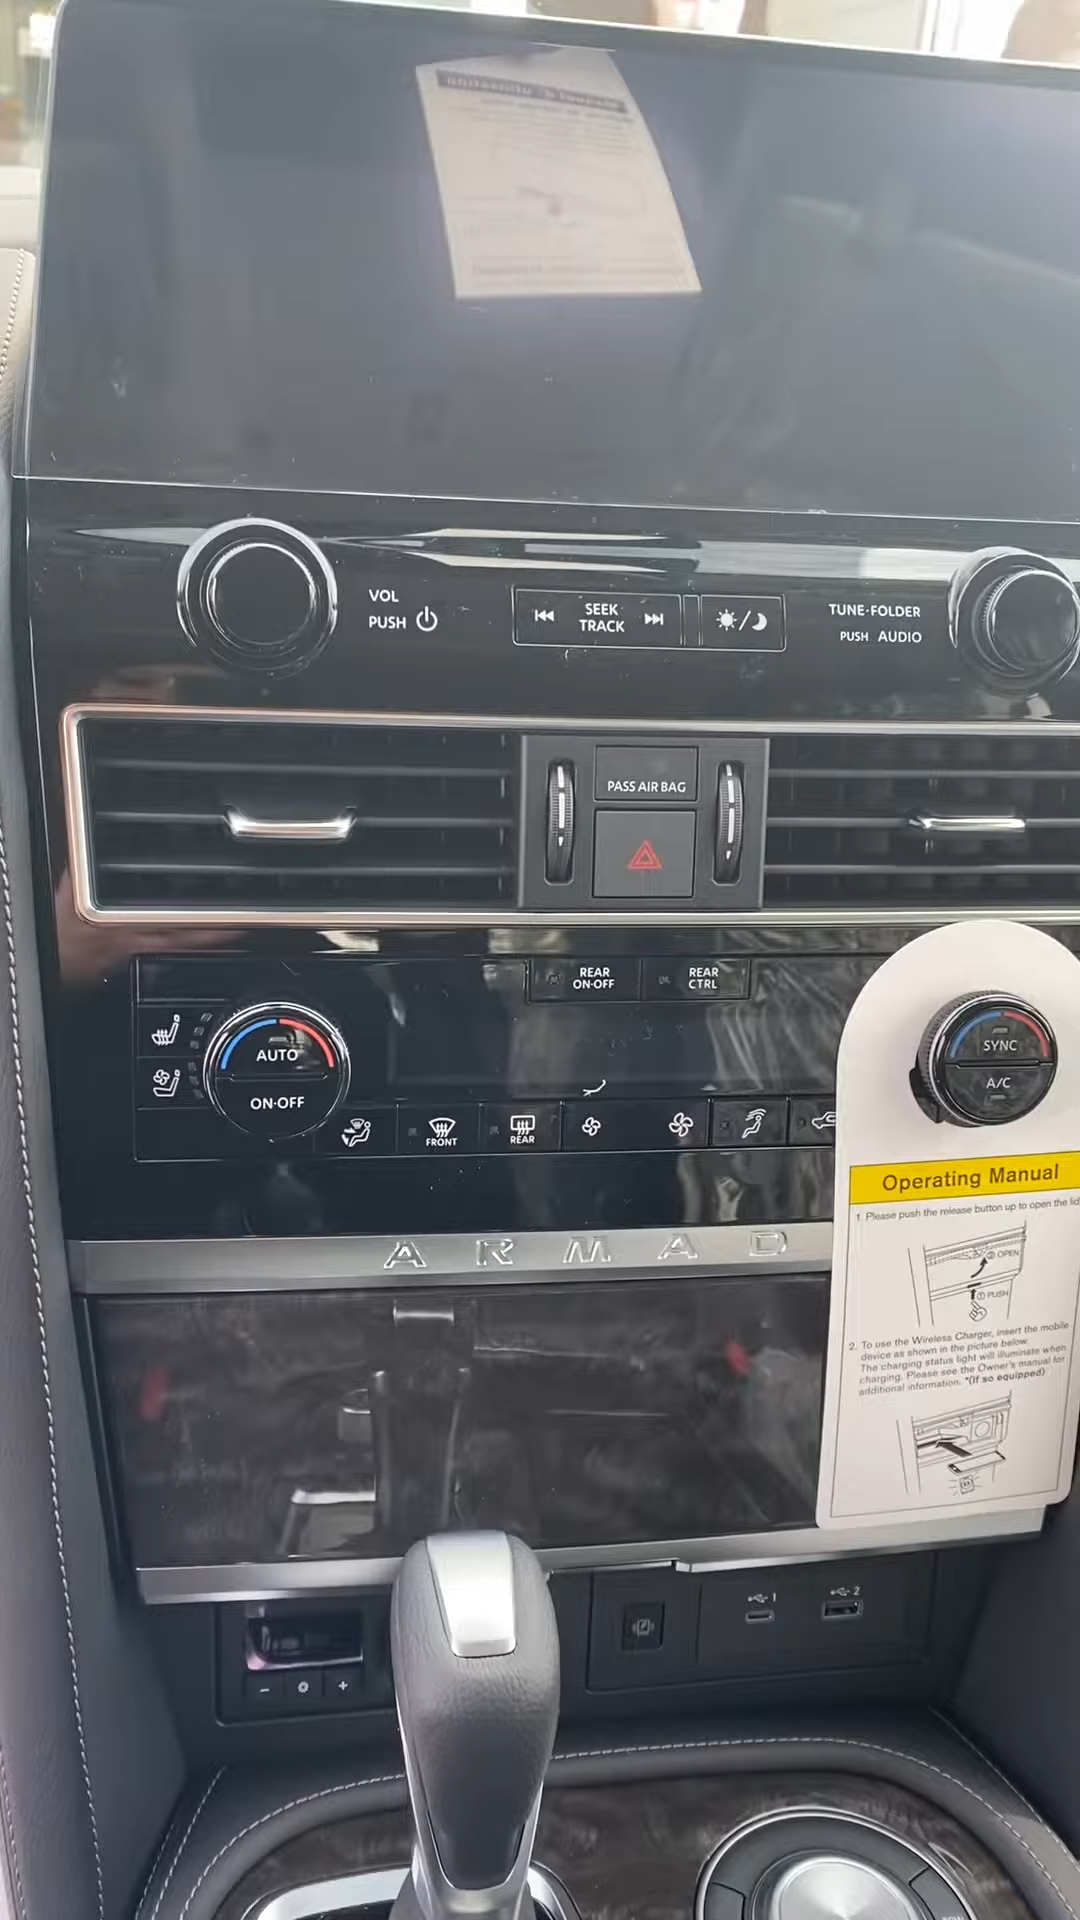 VOL
PUSH
SEEK
TRACK
TUNE·FOLDER
PUSH AUDIO
PASS AIR BAG
REAR
ON·OFF
REAR
CTRL
AUTO
ON·OFF
SYNC
A/C
FRONT
REAR
ARMAD
Operating Manual
1. Please push the release button up to open the lid
② OPEN
① PUSH
2. To use the Wireless Charger, insert the mobile
device as shown in the picture below.
The charging status light will illuminate when
charging. Please see the Owner's manual for
additional information. *(If so equipped)
1
2
- +